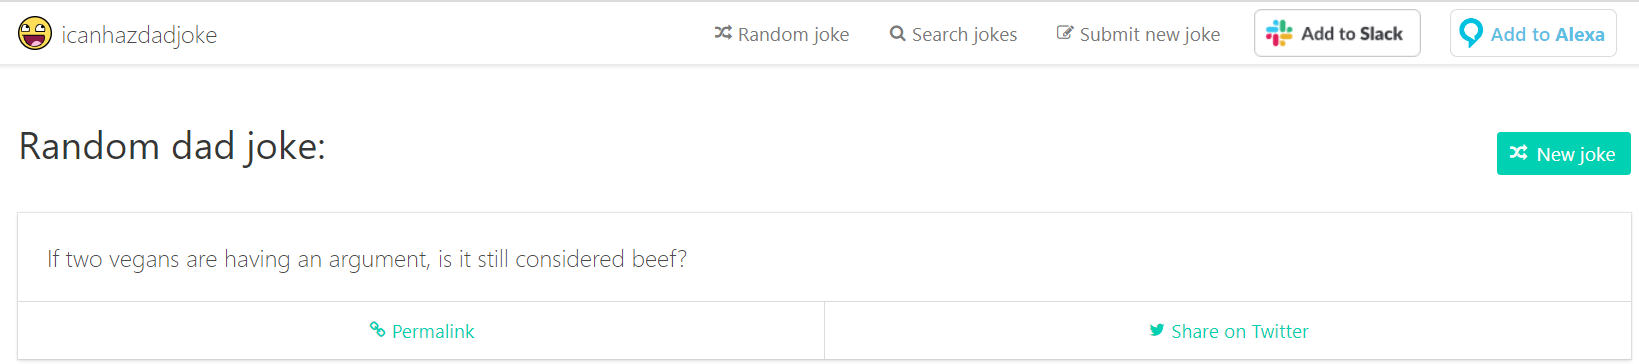 icanhazdadjoke Random joke Search jokes Submit new joke Add to Slack Add to Alexa
Random dad joke:
New joke
If two vegans are having an argument, is it still considered beef?
Permalink Share on Twitter